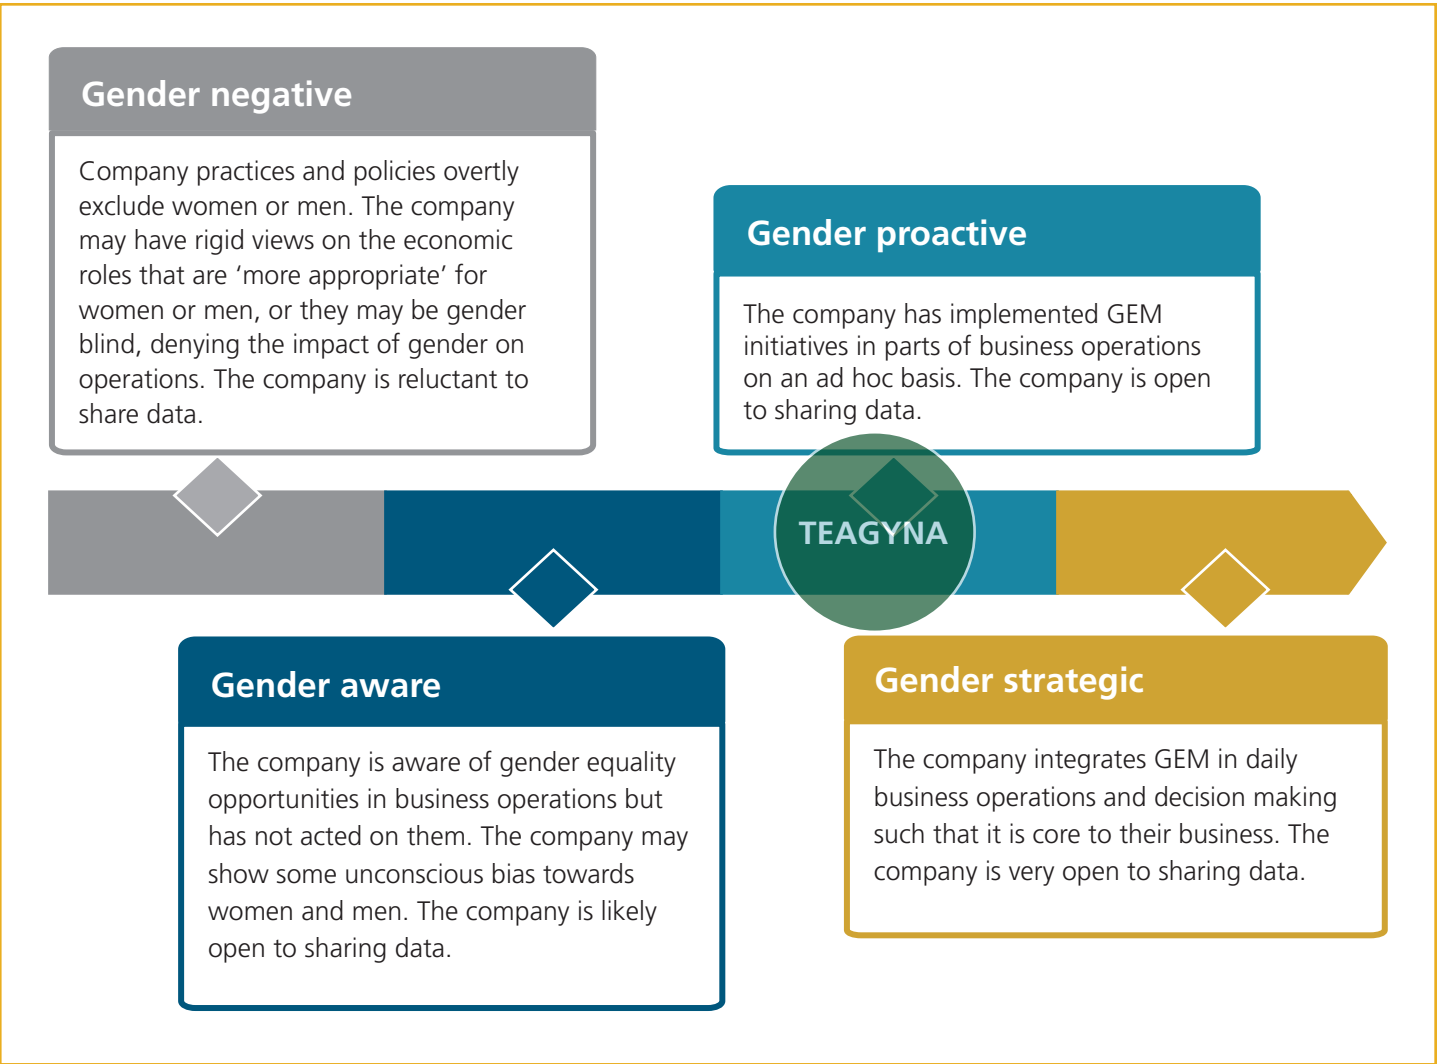 Gender negative
Company practices and policies overtly
exclude women or men. The company
may have rigid views on the economic
roles that are ‘more appropriate’ for
women or men, or they may be gender
blind, denying the impact of gender on
operations. The company is reluctant to
share data.
Gender proactive
The company has implemented GEM
initiatives in parts of business operations
on an ad hoc basis. The company is open
to sharing data.
TEAGYNA
Gender aware
The company is aware of gender equality
opportunities in business operations but
has not acted on them. The company may
show some unconscious bias towards
women and men. The company is likely
open to sharing data.
Gender strategic
The company integrates GEM in daily
business operations and decision making
such that it is core to their business. The
company is very open to sharing data.